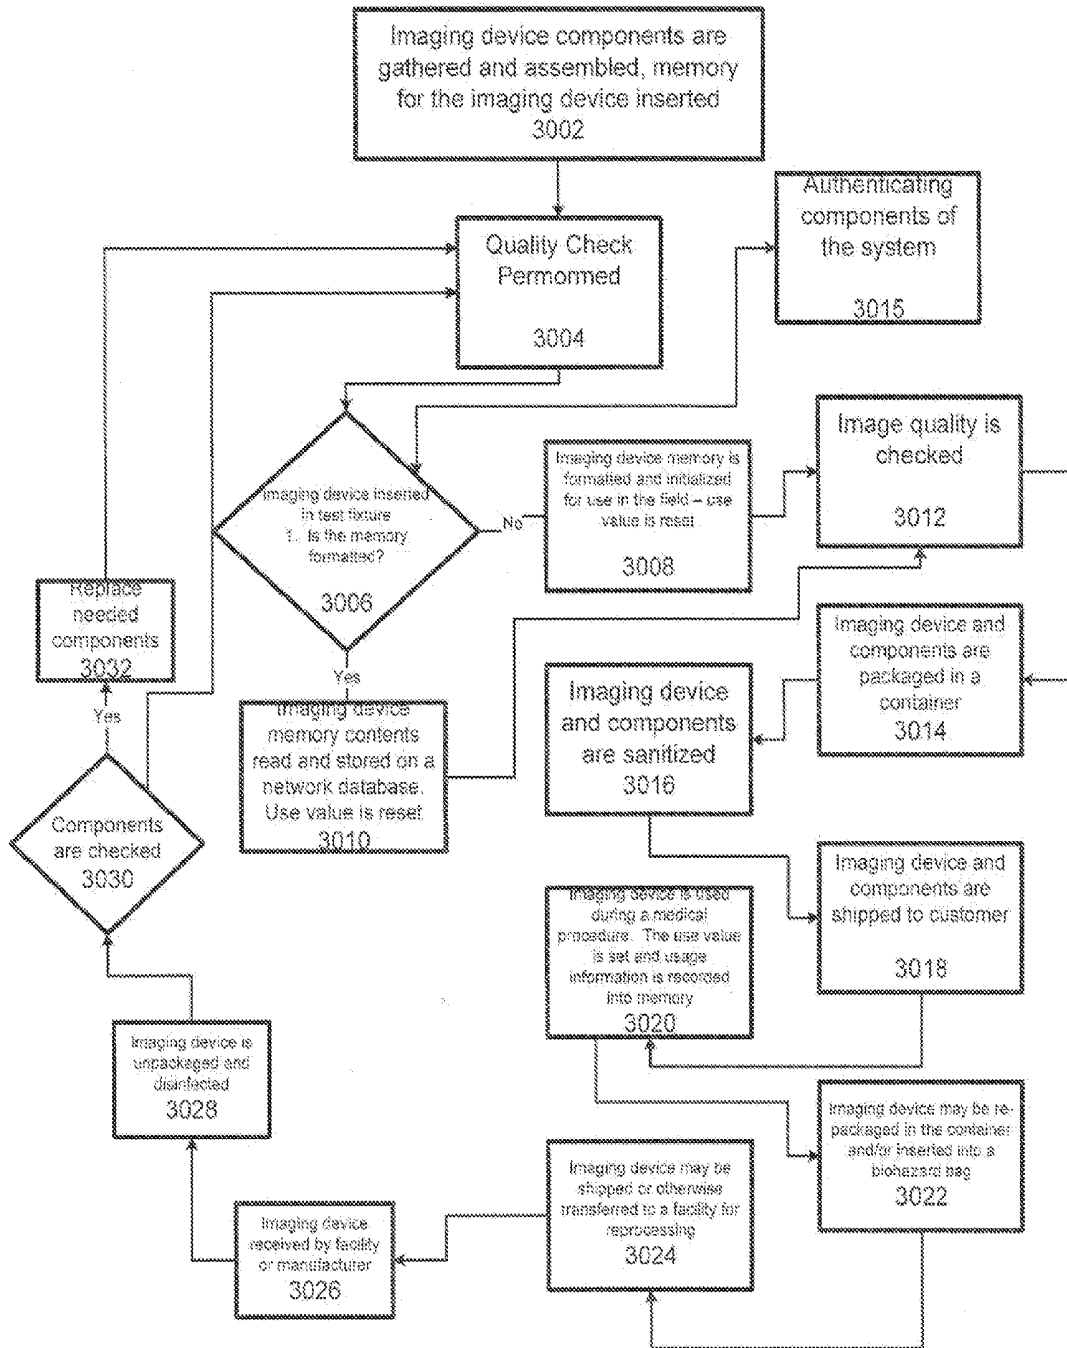 Imaging device components are
gathered and assembled, memory
for the imaging device inserted
3002
Authenticating
components of
the system
3015
Quality Check
Permormed
3004
Image quality is
checked
3012
Imaging device memory is
formatted and initialized
for use in the field – use
value is reset
3008
Imaging device inserted
in test fixture
1. Is the memory
formatted?
3006
No
Yes
Replace
needed
components
3032
Yes
Imaging device and
components are
packaged in a
container
3014
Imaging device
and components
are sanitized
3016
Imaging device
memory contents
read and stored on a
network database.
Use value is reset
3010
Components
are checked
3030
Imaging device and
components are
shipped to customer
3018
Imaging device is used
during a medical
procedure. The use value
is set and usage
information is recorded
into memory
3020
Imaging device is
unpackaged and
disinfected
3028
Imaging device may be re-
packaged in the container
and/or inserted into a
biohazard bag
3022
Imaging device may be
shipped or otherwise
transferred to a facility for
reprocessing
3024
Imaging device
received by facility
or manufacturer
3026